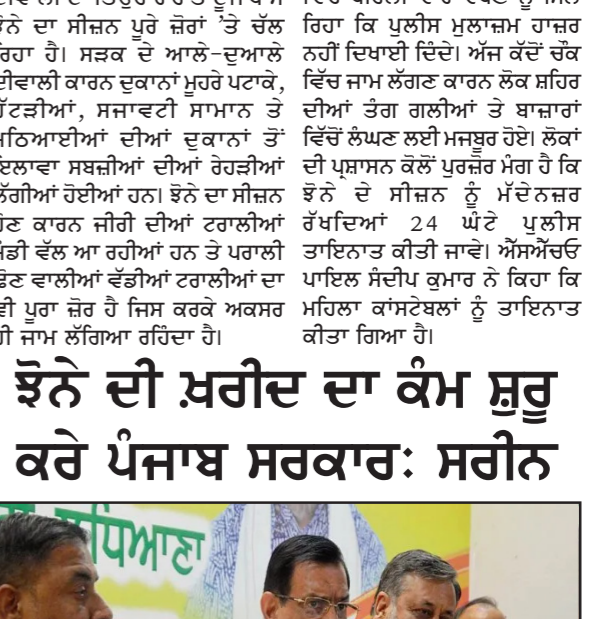 ਝੋਨੇ ਦਾ ਸੀਜ਼ਨ ਪੂਰੇ ਜ਼ੋਰਾਂ ’ਤੇ ਚੱਲ
ਰਿਹਾ ਹੈ। ਸੜਕ ਦੇ ਆਲੇ-ਦੁਆਲੇ
ਦੀਵਾਲੀ ਕਾਰਨ ਦੁਕਾਨਾਂ ਮੂਹਰੇ ਪਟਾਕੇ,
ਸਜਾਵਟੀ ਸਾਮਾਨ ਤੇ
ਮਠਿਆਈਆਂ ਦੀਆਂ ਦੁਕਾਨਾਂ ਤੋਂ
ਇਲਾਵਾ ਸਬਜ਼ੀਆਂ ਦੀਆਂ ਰੇਹੜੀਆਂ
ਲੱਗੀਆਂ ਹੋਈਆਂ ਹਨ। ਝੋਨੇ ਦਾ ਸੀਜ਼ਨ
ਹੋਣ ਕਾਰਨ ਜੀਰੀ ਦੀਆਂ ਟਰਾਲੀਆਂ
ਮੰਡੀ ਵੱਲ ਆ ਰਹੀਆਂ ਹਨ ਤੇ ਪਰਾਲੀ
ਢੋਣ ਵਾਲੀਆਂ ਵੱਡੀਆਂ ਟਰਾਲੀਆਂ ਦਾ
ਵੀ ਪੂਰਾ ਜ਼ੋਰ ਹੈ ਜਿਸ ਕਰਕੇ ਅਕਸਰ
ਹੀ ਜਾਮ ਲੱਗਿਆ ਰਹਿੰਦਾ ਹੈ।
ਰਿਹਾ ਕਿ ਪੁਲੀਸ ਮੁਲਾਜ਼ਮ ਹਾਜ਼ਰ
ਨਹੀਂ ਦਿਖਾਈ ਦਿੰਦੇ। ਅੱਜ ਕੱਦੋਂ ਚੌਕ
ਵਿੱਚ ਜਾਮ ਲੱਗਣ ਕਾਰਨ ਲੋਕ ਸ਼ਹਿਰ
ਦੀਆਂ ਤੰਗ ਗਲੀਆਂ ਤੇ ਬਾਜ਼ਾਰਾਂ
ਵਿੱਚੋਂ ਲੰਘਣ ਲਈ ਮਜਬੂਰ ਹੋਏ। ਲੋਕਾਂ
ਦੀ ਪ੍ਰਸ਼ਾਸਨ ਕੋਲੋਂ ਪੁਰਜ਼ੋਰ ਮੰਗ ਹੈ ਕਿ
ਝੋਨੇ ਦੇ ਸੀਜ਼ਨ ਨੂੰ ਮੱਦੇਨਜ਼ਰ
ਰੱਖਦਿਆਂ 24 ਘੰਟੇ ਪੁਲੀਸ
ਤਾਇਨਾਤ ਕੀਤੀ ਜਾਵੇ। ਐੱਸਐੱਚਓ
ਪਾਇਲ ਸੰਦੀਪ ਕੁਮਾਰ ਨੇ ਕਿਹਾ ਕਿ
ਮਹਿਲਾ ਕਾਂਸਟੇਬਲਾਂ ਨੂੰ ਤਾਇਨਾਤ
ਕੀਤਾ ਗਿਆ ਹੈ।
ਝੋਨੇ ਦੀ ਖ਼ਰੀਦ ਦਾ ਕੰਮ ਸ਼ੁਰੂ
ਕਰੇ ਪੰਜਾਬ ਸਰਕਾਰ: ਸਰੀਨ